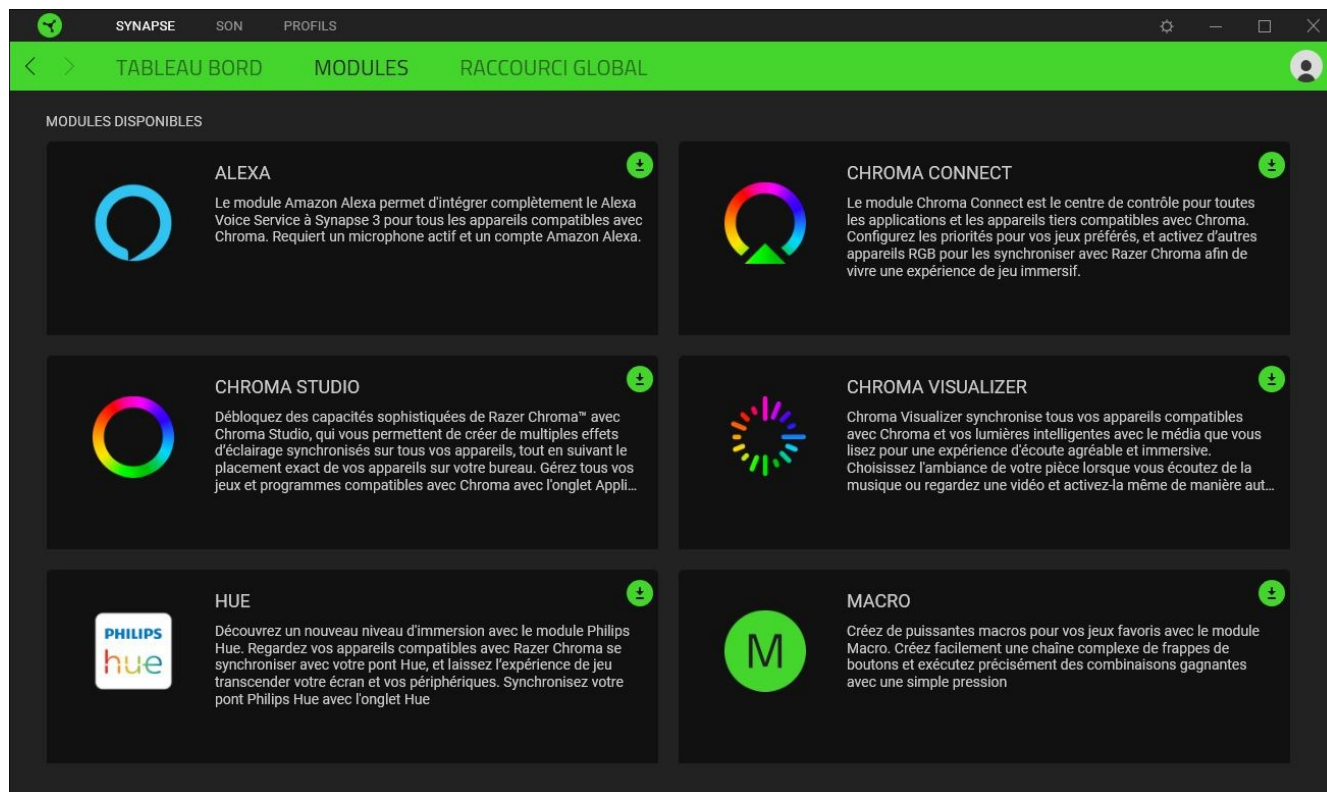 SYNAPSE SON PROFILS
TABLEAU BORD MODULES RACCOURCI GLOBAL
MODULES DISPONIBLES
ALEXA
Le module Amazon Alexa permet d'intégrer complètement le Alexa
Voice Service à Synapse 3 pour tous les appareils compatibles avec
Chroma. Requiert un microphone actif et un compte Amazon Alexa.
CHROMA CONNECT
Le module Chroma Connect est le centre de contrôle pour toutes
les applications et les appareils tiers compatibles avec Chroma.
Configurez les priorités pour vos jeux préférés, et activez d'autres
appareils RGB pour les synchroniser avec Razer Chroma afin de
vivre une expérience de jeu immersif.
CHROMA STUDIO
Débloquez des capacités sophistiquées de Razer Chroma™ avec
Chroma Studio, qui vous permettent de créer de multiples effets
d'éclairage synchronisés sur tous vos appareils, tout en suivant le
placement exact de vos appareils sur votre bureau. Gérez tous vos
jeux et programmes compatibles avec Chroma avec l'onglet Appli…
CHROMA VISUALIZER
Chroma Visualizer synchronise tous vos appareils compatibles
avec Chroma et vos lumières intelligentes avec le média que vous
lisez pour une expérience d'écoute agréable et immersive.
Choisissez l'ambiance de votre pièce lorsque vous écoutez de la
musique ou regardez une vidéo et activez-la même de manière aut…
PHILIPS
hue
HUE
Découvrez un nouveau niveau d'immersion avec le module Philips
Hue. Regardez vos appareils compatibles avec Razer Chroma se
synchroniser avec votre pont Hue, et laissez l'expérience de jeu
transcender votre écran et vos périphériques. Synchronisez votre
pont Philips Hue avec l'onglet Hue
M
MACRO
Créez de puissantes macros pour vos jeux favoris avec le module
Macro. Créez facilement une chaîne complexe de frappes de
boutons et exécutez précisément des combinaisons gagnantes
avec une simple pression